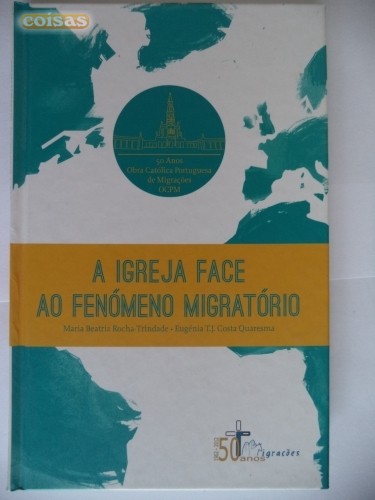 coisas
50 Anos
Obra Católica Portuguesa
de Migrações
OCPM
A IGREJA FACE
AO FENÓMENO MIGRATÓRIO
Maria Beatriz Rocha-Trindade • Eugénia T.J. Costa Quaresma
50
anos
Migrações